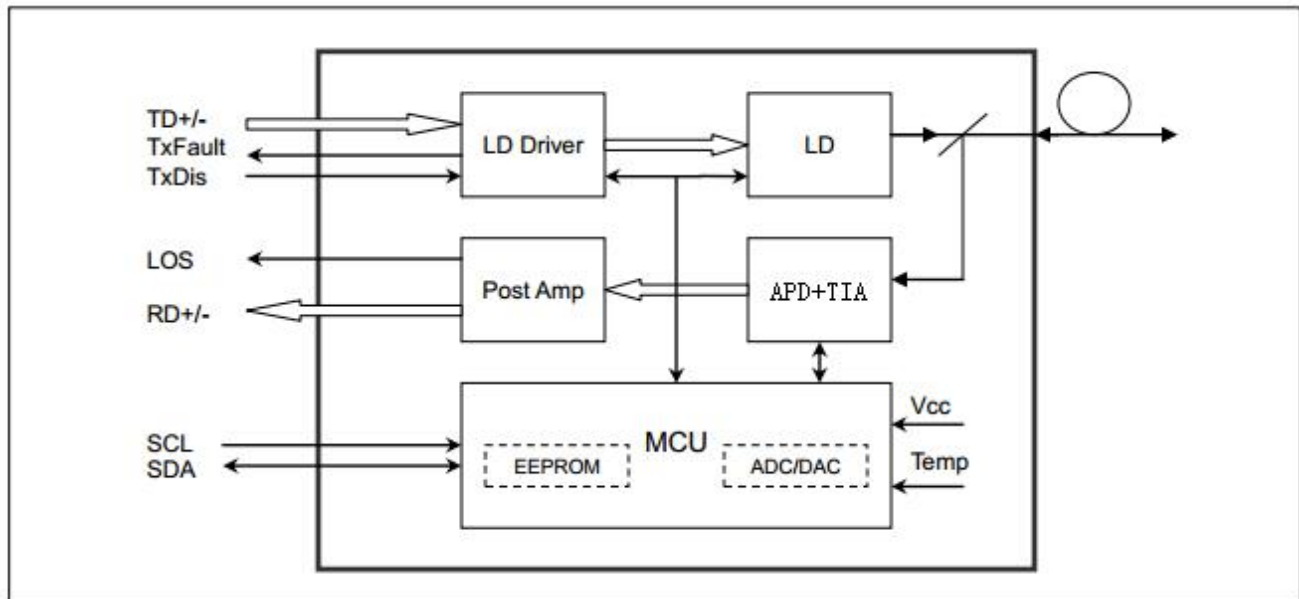 TD+/-
TxFault
TxDis
LD Driver
LD
LOS
RD+/-
Post Amp
APD+TIA
SCL
SDA
MCU
EEPROM
ADC/DAC
Vcc
Temp